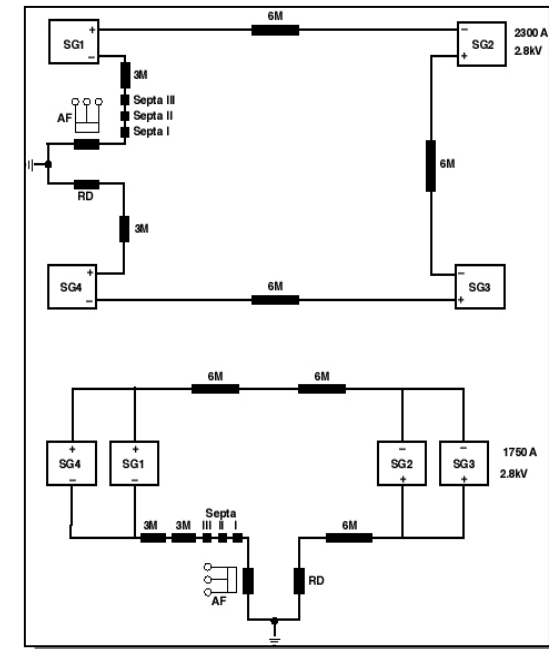 6M
SG1
+
−
−
+
SG2
2300 A
2.8kV
3M
Septa III
Septa II
Septa I
AF
6M
RD
3M
SG4
+
−
6M
−
+
SG3
6M
6M
+
−
SG4
+
−
SG1
−
+
SG2
−
+
SG3
1750 A
2.8kV
Septa
3M 3M III II I
6M
AF
RD